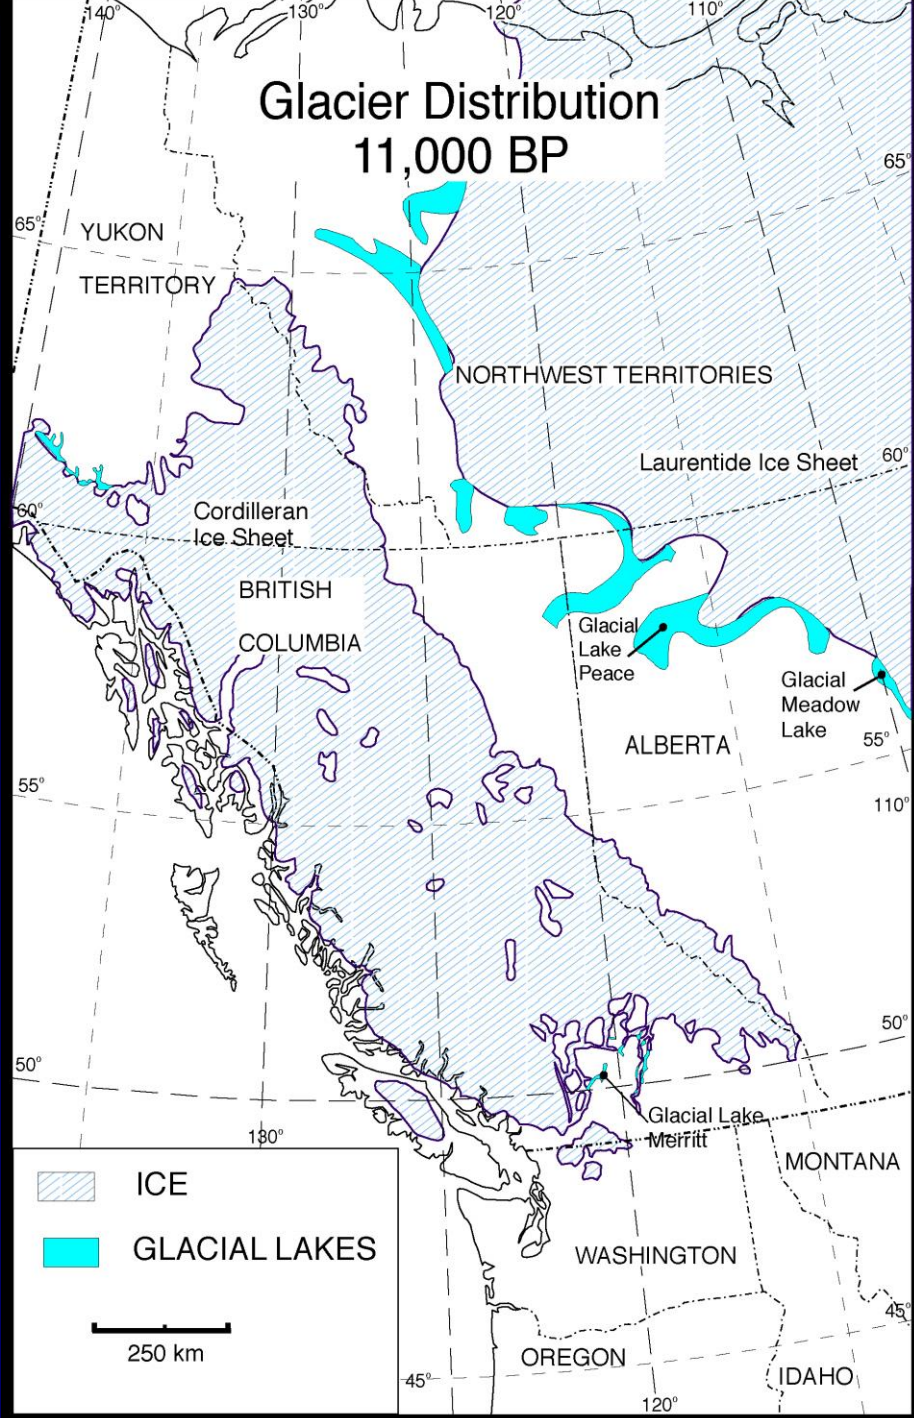 140°
130°
120°
110°
Glacier Distribution
11,000 BP
65°
65°
YUKON
TERRITORY
NORTHWEST TERRITORIES
60°
Laurentide Ice Sheet
60°
Cordilleran
Ice Sheet
BRITISH
COLUMBIA
Glacial
Lake
Peace
Glacial
Meadow
Lake
ALBERTA
55°
55°
110°
50°
50°
Glacial Lake
Merritt
130°
MONTANA
ICE
GLACIAL LAKES
WASHINGTON
250 km
45°
OREGON
45°
IDAHO
120°